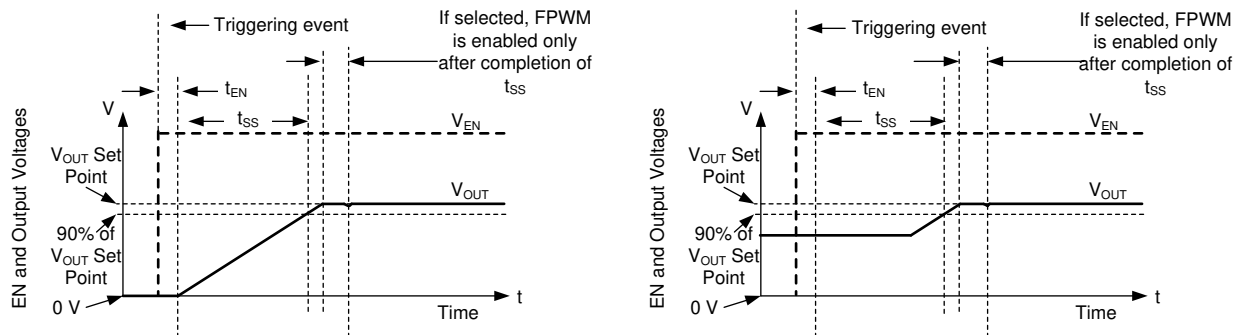 Triggering event
If selected, FPWM
is enabled only
after completion of
tSS
tEN
tSS
V
VEN
VOUT Set
Point
VOUT
90% of
VOUT Set
Point
0 V
t
Time
EN and Output Voltages
Triggering event
If selected, FPWM
is enabled only
after completion of
tSS
tEN
tSS
V
VEN
VOUT Set
Point
VOUT
90% of
VOUT Set
Point
0 V
t
Time
EN and Output Voltages